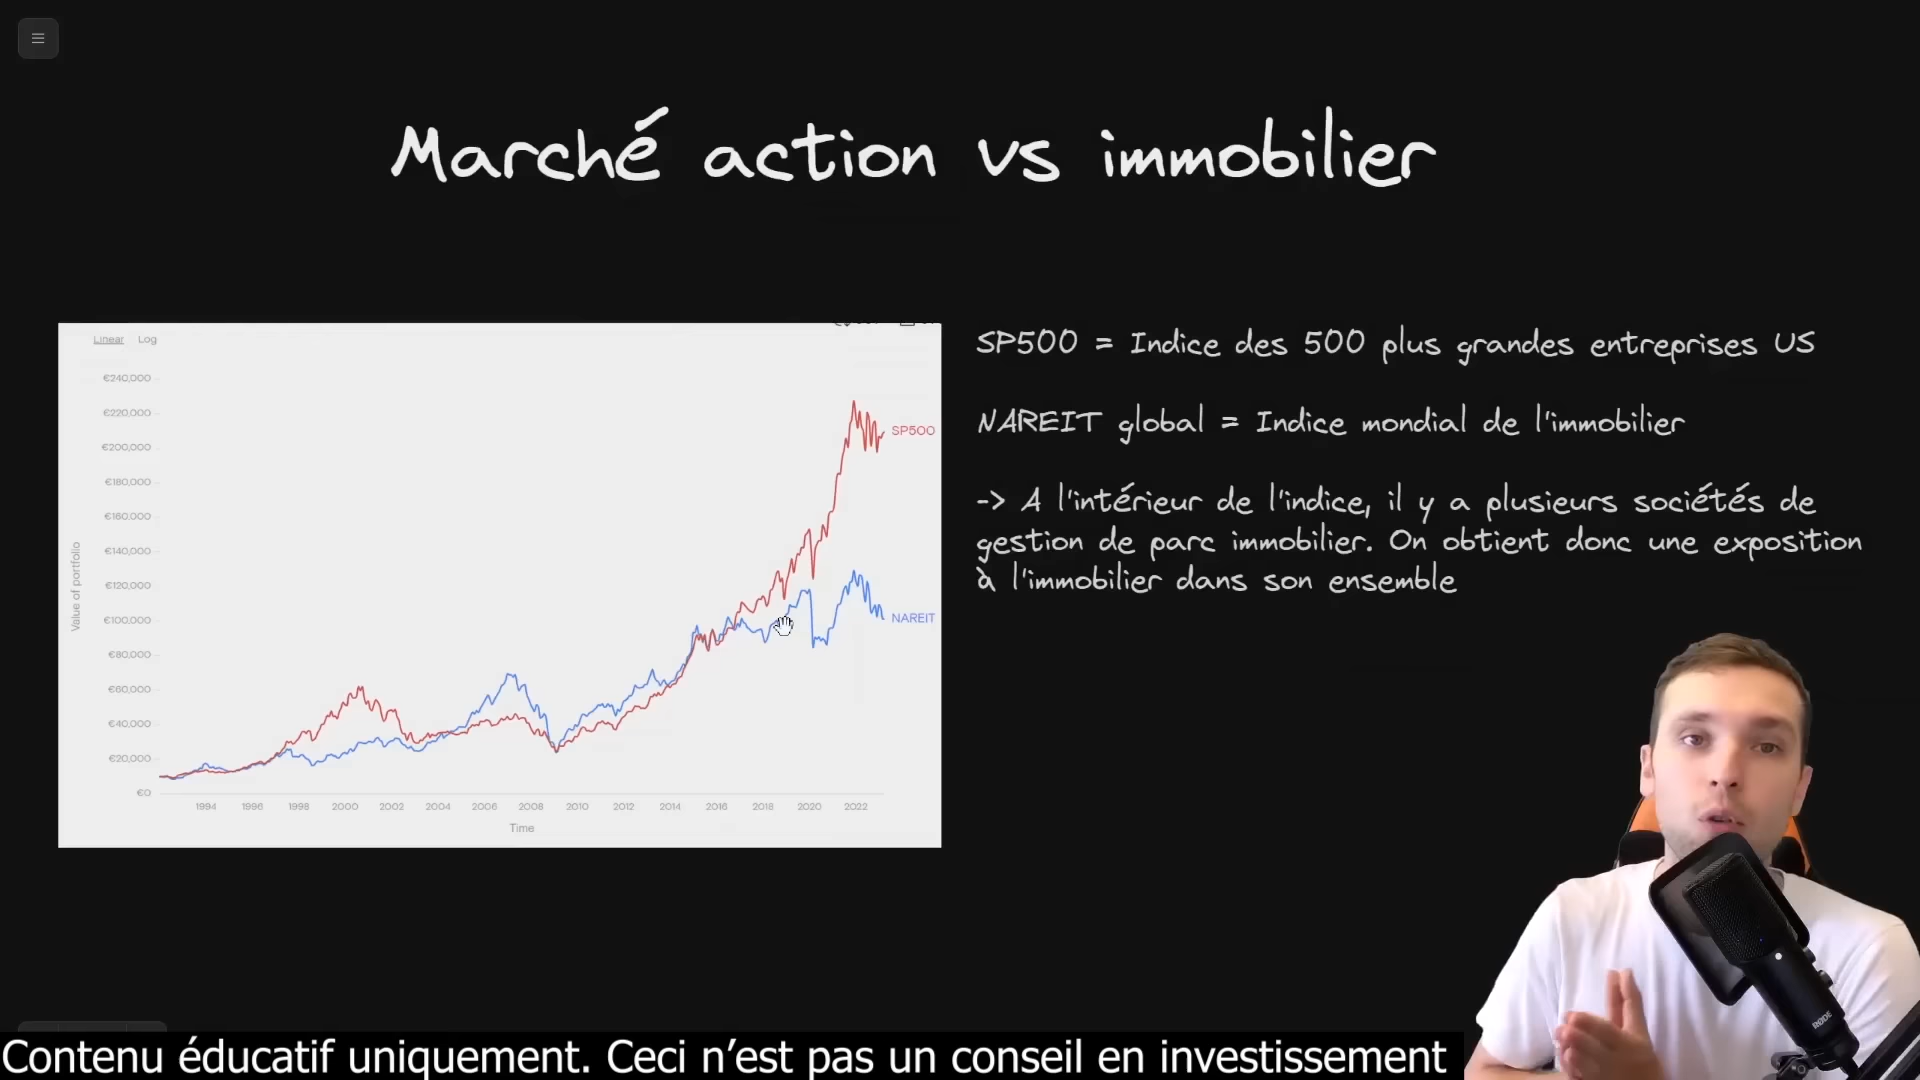 Marché action vs immobilier
Linear Log
€240,000
€220,000
€200,000
€180,000
€160,000
€140,000
€120,000
€100,000
€80,000
€60,000
€40,000
€20,000
€0
Value of portfolio
SP500
NAREIT
1994 1996 1998 2000 2002 2004 2006 2008 2010 2012 2014 2016 2018 2020 2022
Time
SP500 = Indice des 500 plus grandes entreprises US
NAREIT global = Indice mondial de l'immobilier
-> A l'intérieur de l'indice, il y a plusieurs sociétés de
gestion de parc immobilier. On obtient donc une exposition
à l'immobilier dans son ensemble
RØDE
Contenu éducatif uniquement. Ceci n’est pas un conseil en investissement